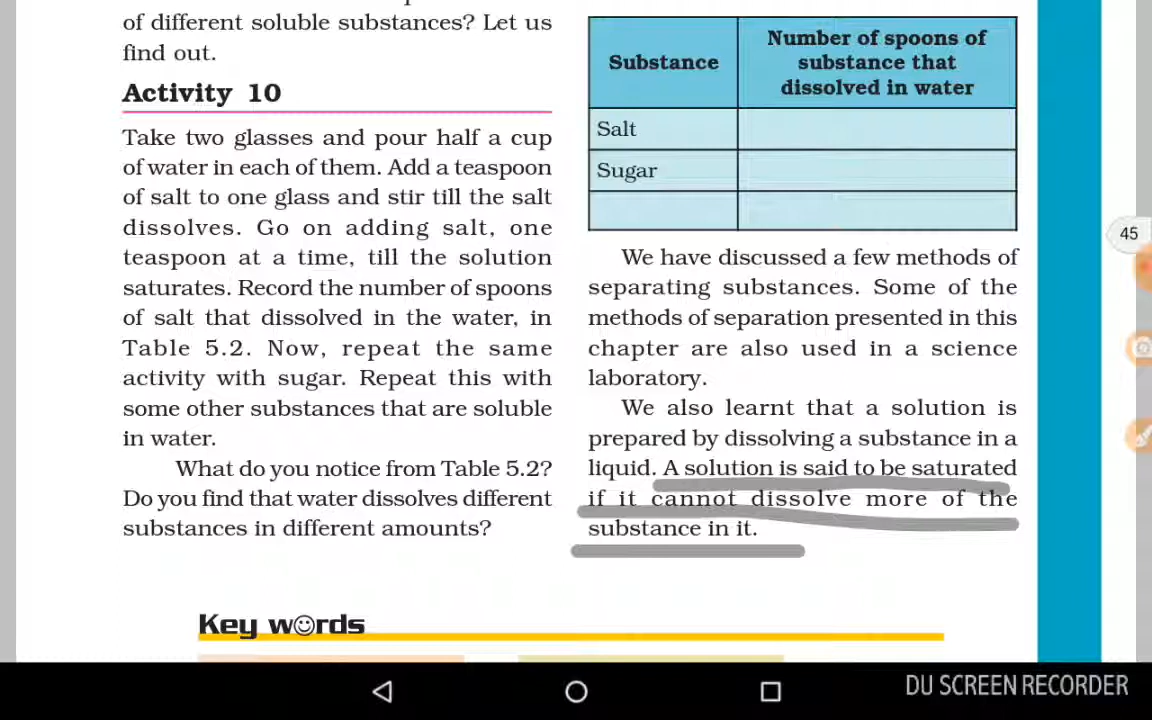 of different soluble substances? Let us
find out.
Activity 10
Take two glasses and pour half a cup
of water in each of them. Add a teaspoon
of salt to one glass and stir till the salt
dissolves. Go on adding salt, one
teaspoon at a time, till the solution
saturates. Record the number of spoons
of salt that dissolved in the water, in
Table 5.2. Now, repeat the same
activity with sugar. Repeat this with
some other substances that are soluble
in water.
What do you notice from Table 5.2?
Do you find that water dissolves different
substances in different amounts?
Substance
Number of spoons of
substance that
dissolved in water
Salt
Sugar
We have discussed a few methods of
separating substances. Some of the
methods of separation presented in this
chapter are also used in a science
laboratory.
We also learnt that a solution is
prepared by dissolving a substance in a
liquid. A solution is said to be saturated
if it cannot dissolve more of the
substance in it.
45
Key words
DU SCREEN RECORDER